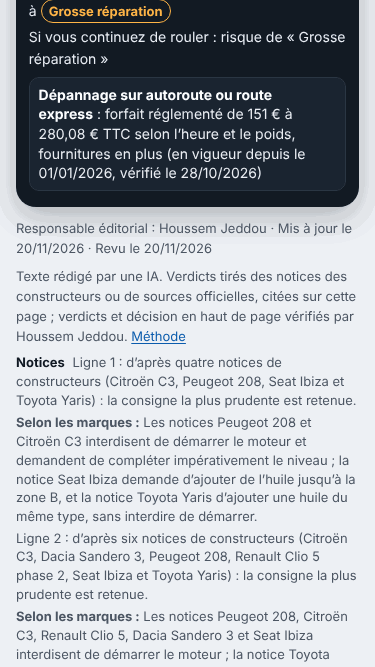 à Grosse réparation
Si vous continuez de rouler : risque de « Grosse
réparation »
Dépannage sur autoroute ou route
express : forfait réglementé de 151 € à
280,08 € TTC selon l’heure et le poids,
fournitures en plus (en vigueur depuis le
01/01/2026, vérifié le 28/10/2026)
Responsable éditorial : Houssem Jeddou · Mis à jour le
20/11/2026 · Revu le 20/11/2026
Texte rédigé par une IA. Verdicts tirés des notices des
constructeurs ou de sources officielles, citées sur cette
page ; verdicts et décision en haut de page vérifiés par
Houssem Jeddou. Méthode
Notices Ligne 1 : d’après quatre notices de
constructeurs (Citroën C3, Peugeot 208, Seat Ibiza et
Toyota Yaris) : la consigne la plus prudente est retenue.
Selon les marques : Les notices Peugeot 208 et
Citroën C3 interdisent de démarrer le moteur et
demandent de compléter impérativement le niveau ; la
notice Seat Ibiza demande d’ajouter de l’huile jusqu’à la
zone B, et la notice Toyota Yaris d’ajouter une huile du
même type, sans interdire de démarrer.
Ligne 2 : d’après six notices de constructeurs (Citroën
C3, Dacia Sandero 3, Peugeot 208, Renault Clio 5
phase 2, Seat Ibiza et Toyota Yaris) : la consigne la plus
prudente est retenue.
Selon les marques : Les notices Peugeot 208, Citroën
C3, Renault Clio 5, Dacia Sandero 3 et Seat Ibiza
interdisent de démarrer le moteur ; la notice Toyota